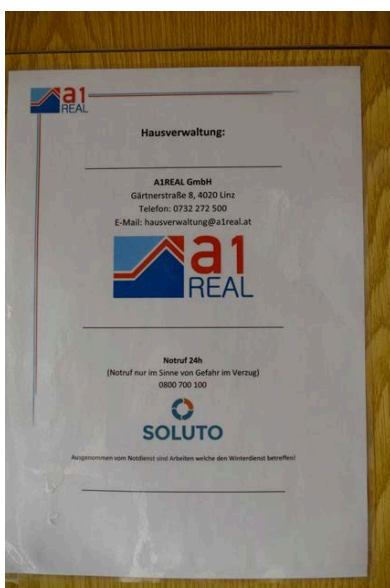 a1
REAL
Hausverwaltung:
A1REAL GmbH
Gärtnerstraße 8, 4020 Linz
Telefon: 0732 272 500
E-Mail: hausverwaltung@a1real.at
a1
REAL
Notruf 24h
(Notruf nur im Sinne von Gefahr im Verzug)
0800 700 100
SOLUTO
Ausgenommen vom Notdienst sind Arbeiten welche den Winterdienst betreffen!